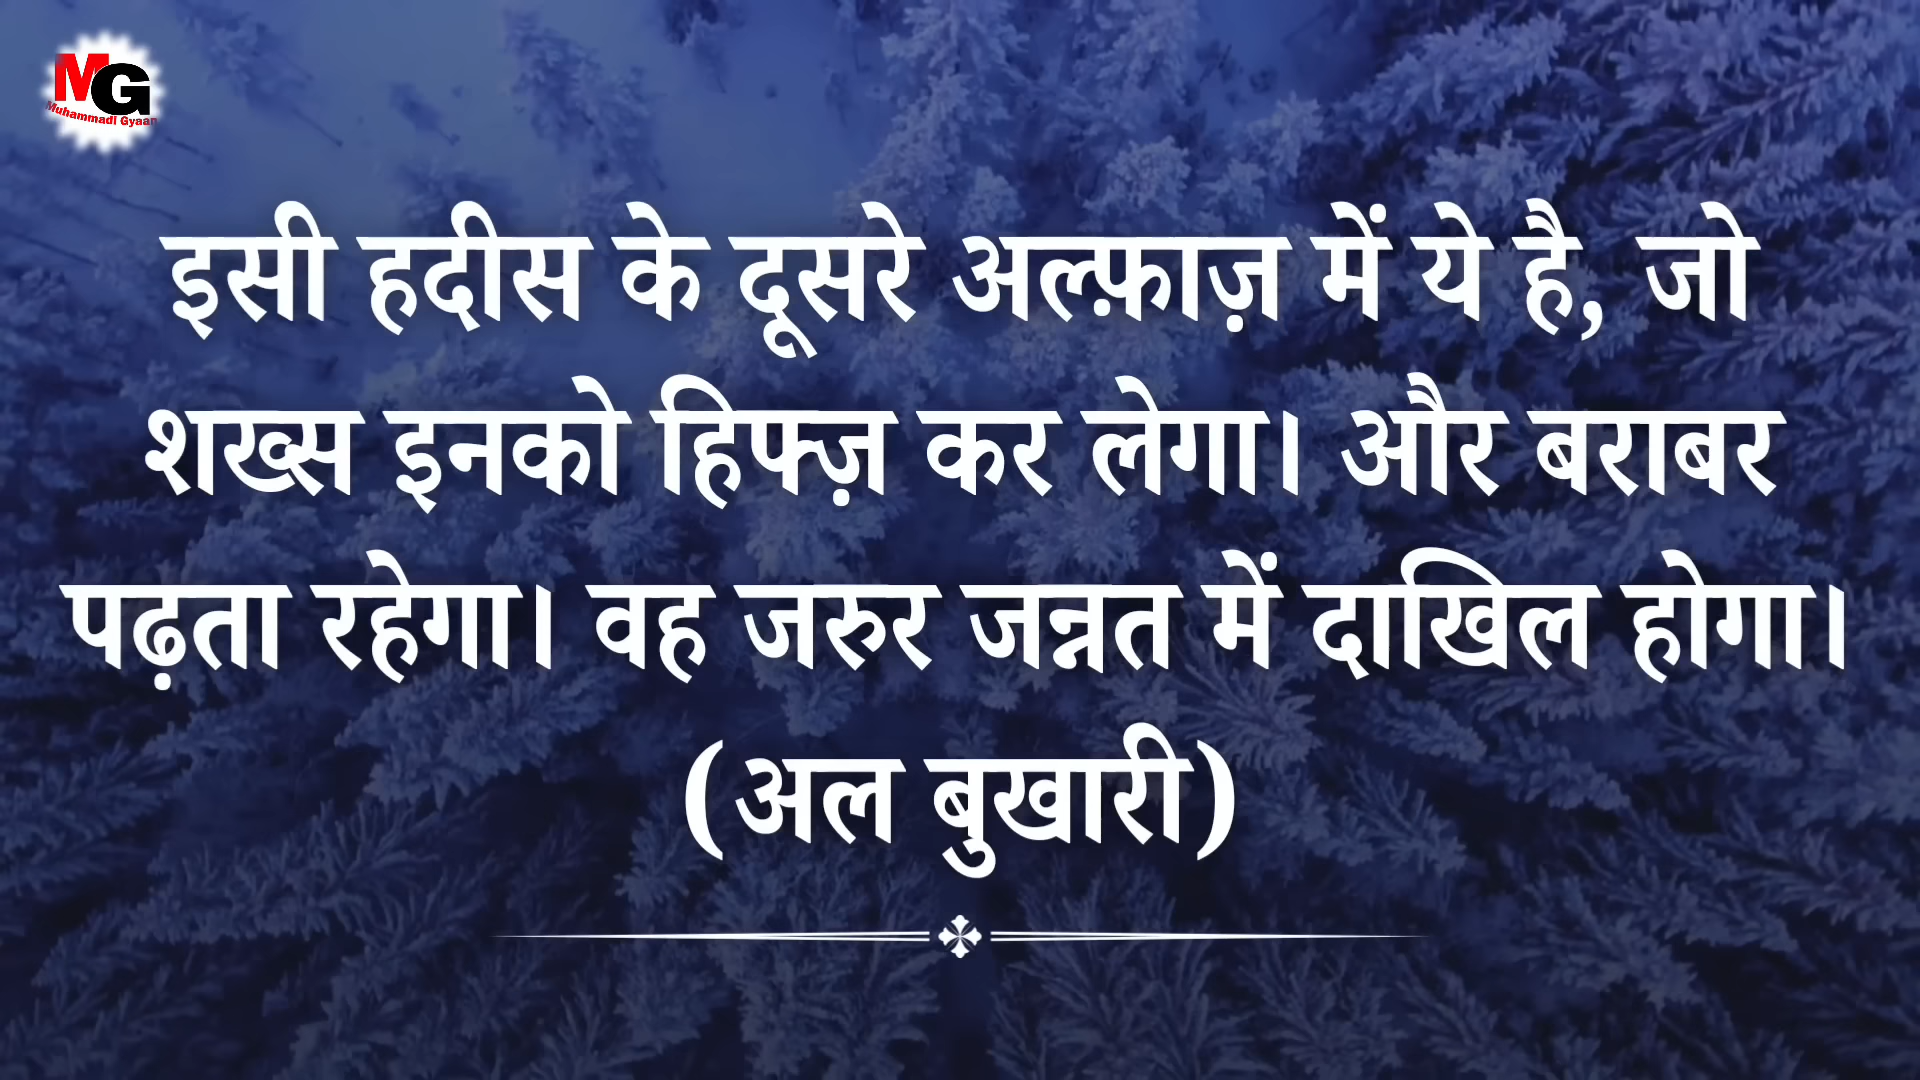 MG
Muhammadi Gyaan
इसी हदीस के दूसरे अल्फ़ाज़ में ये है, जो
शख्स इनको हिफ्ज़ कर लेगा। और बराबर
पढ़ता रहेगा। वह जरुर जन्नत में दाखिल होगा।
(अल बुखारी)